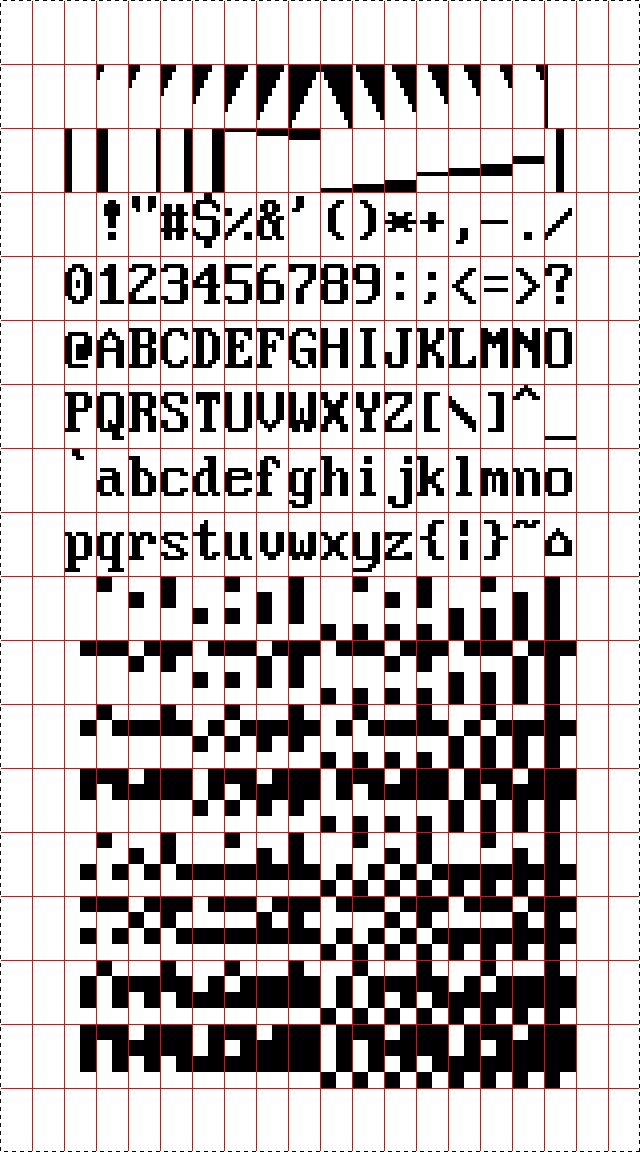 !"#$%&'()*+,-./
0123456789:;<=>?
@ABCDEFGHIJKLMNO
PQRSTUVWXYZ[\]^_
`abcdefghijklmno
pqrstuvwxyz{¦}~⌂